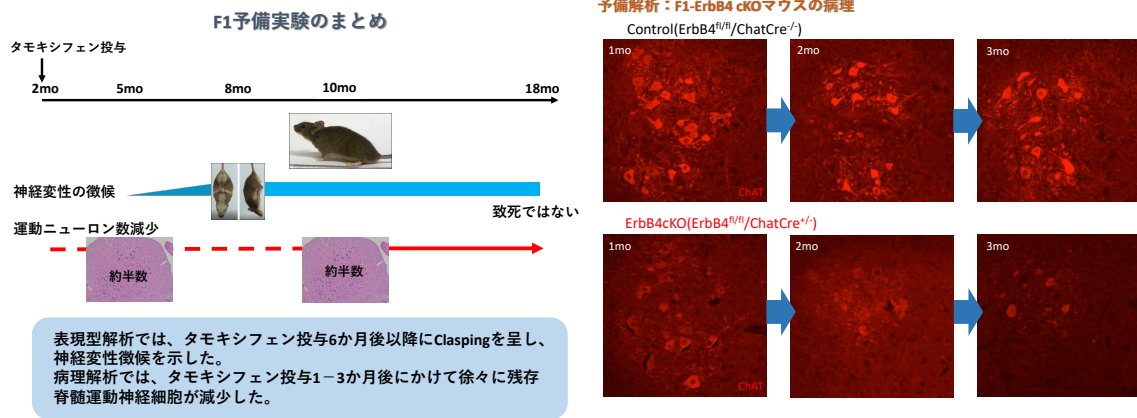 F1予備実験のまとめ
タモキシフェン投与
2mo 5mo 8mo 10mo 18mo
神経変性の徴候
致死ではない
運動ニューロン数減少
約半数 約半数
表現型解析では、タモキシフェン投与6か月後以降にClaspingを呈し、
神経変性徴候を示した。
病理解析では、タモキシフェン投与1－3か月後にかけて徐々に残存
脊髄運動神経細胞が減少した。
予備解析：F1-ErbB4 cKOマウスの病理
Control(ErbB4fl/fl/ChatCre-/-)
1mo 2mo 3mo
ChAT
ErbB4cKO(ErbB4fl/fl/ChatCre+/-)
1mo 2mo 3mo
ChAT